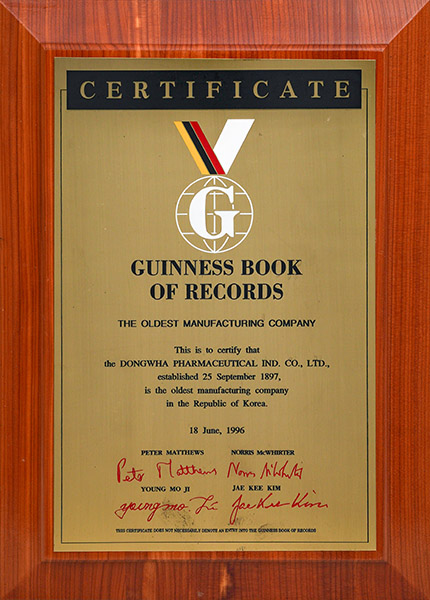 CERTIFICATE
G
GUINNESS BOOK
OF RECORDS
THE OLDEST MANUFACTURING COMPANY
This is to certify that
the DONGWHA PHARMACEUTICAL IND. CO., LTD.,
established 25 September 1897,
is the oldest manufacturing company
in the Republic of Korea.
18 June, 1996
PETER MATTHEWS NORRIS McWHIRTER
Peter Matthews Norris McWhirter
YOUNG MO JI JAE KEE KIM
young mo Ji Jae Kee Kim
THIS CERTIFICATE DOES NOT NECESSARILY DENOTE AN ENTRY INTO THE GUINNESS BOOK OF RECORDS